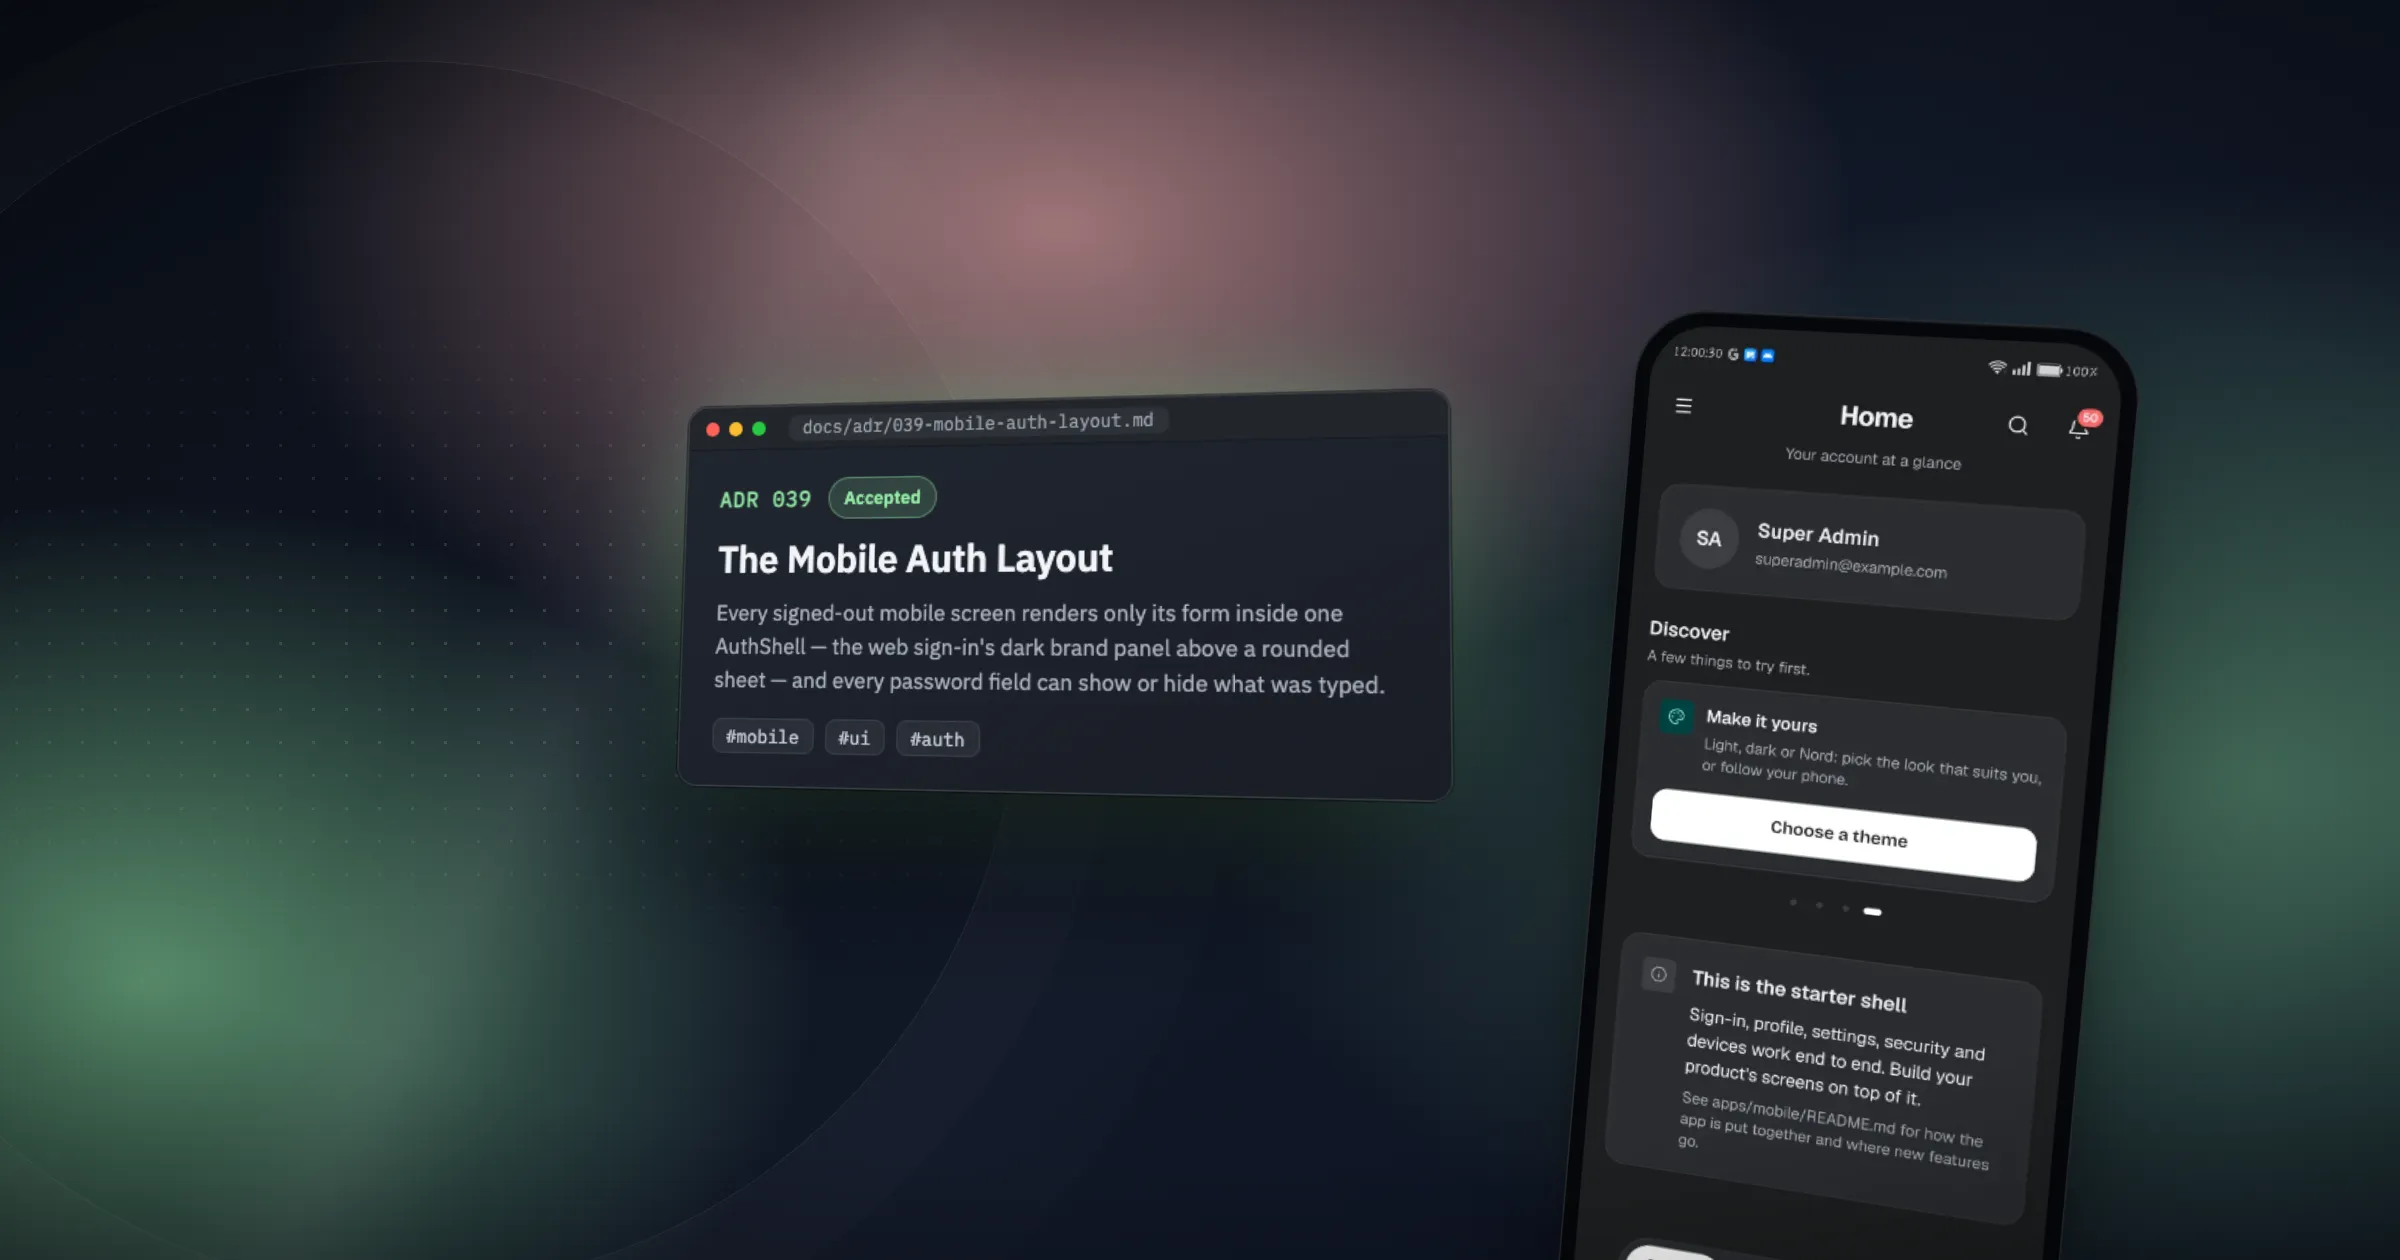 docs/adr/039-mobile-auth-layout.md
ADR 039 Accepted
The Mobile Auth Layout
Every signed-out mobile screen renders only its form inside one
AuthShell — the web sign-in's dark brand panel above a rounded
sheet — and every password field can show or hide what was typed.
#mobile #ui #auth
12:00:30 G 100%
Home
50
Your account at a glance
SA
Super Admin
superadmin@example.com
Discover
A few things to try first.
Make it yours
Light, dark or Nord: pick the look that suits you,
or follow your phone.
Choose a theme
This is the starter shell
Sign-in, profile, settings, security and
devices work end to end. Build your
product's screens on top of it.
See apps/mobile/README.md for how the
app is put together and where new features
go.